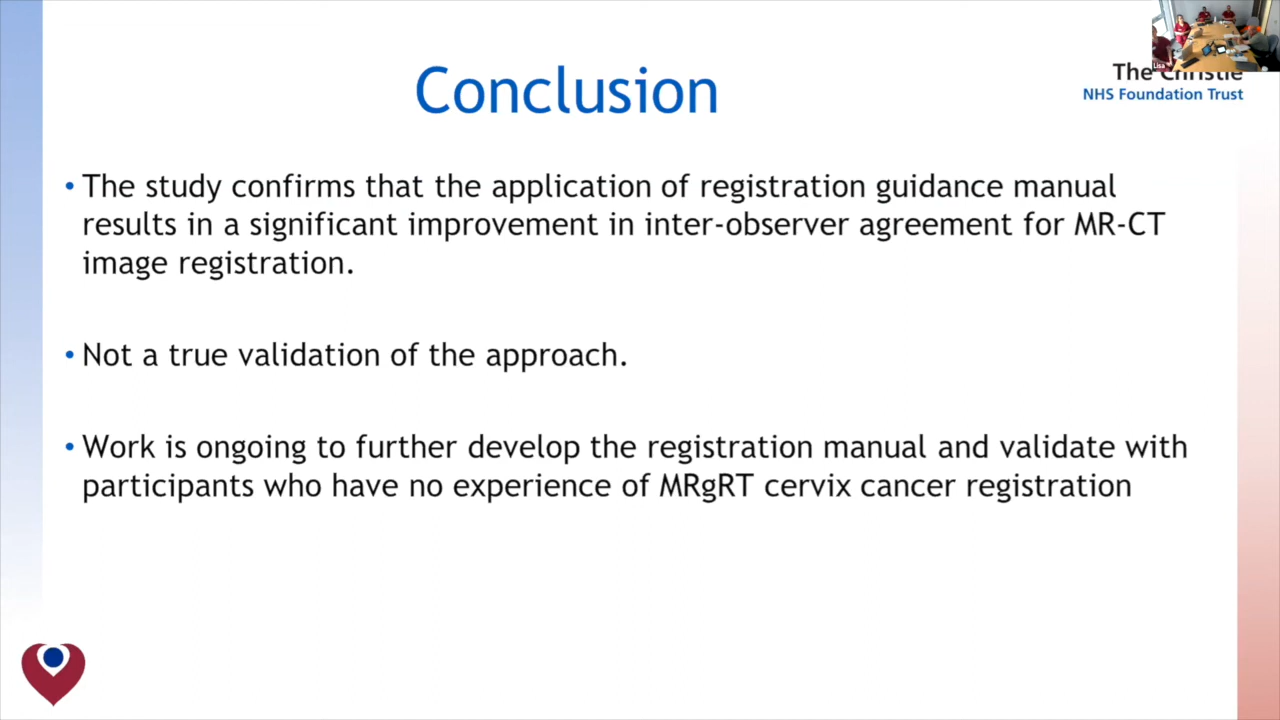 Conclusion
Lisa
The Christie
NHS Foundation Trust
• The study confirms that the application of registration guidance manual
results in a significant improvement in inter-observer agreement for MR-CT
image registration.
• Not a true validation of the approach.
• Work is ongoing to further develop the registration manual and validate with
participants who have no experience of MRgRT cervix cancer registration